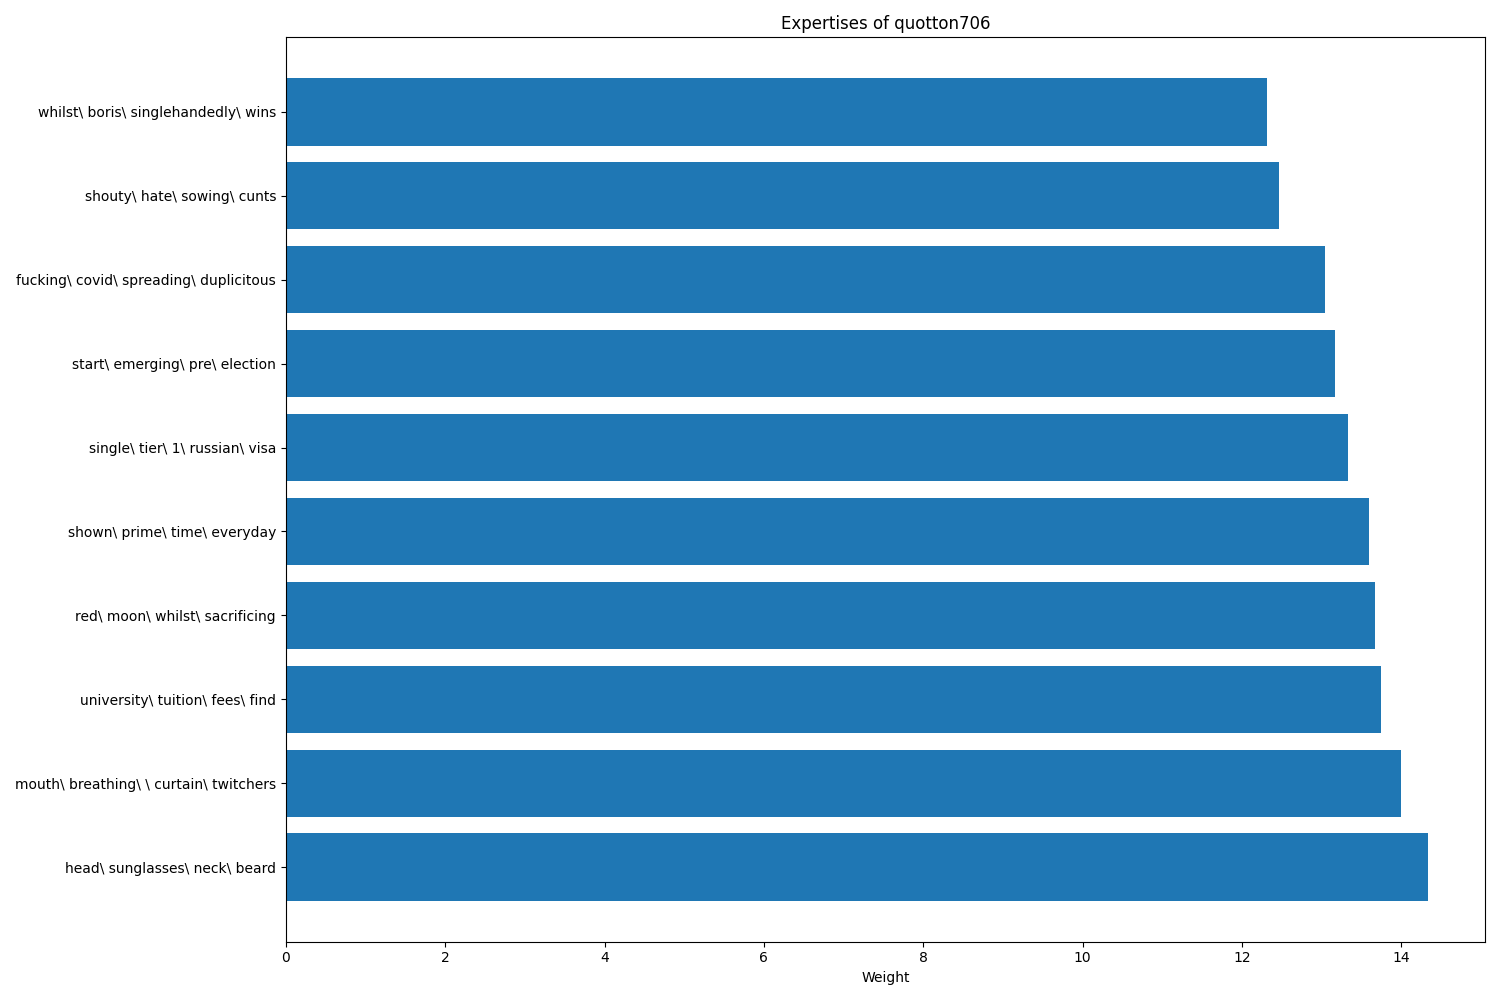 Expertises of quotton706
whilst\ boris\ singlehandedly\ wins
shouty\ hate\ sowing\ cunts
fucking\ covid\ spreading\ duplicitous
start\ emerging\ pre\ election
single\ tier\ 1\ russian\ visa
shown\ prime\ time\ everyday
red\ moon\ whilst\ sacrificing
university\ tuition\ fees\ find
mouth\ breathing\ \ curtain\ twitchers
head\ sunglasses\ neck\ beard
0 2 4 6 8 10 12 14
Weight